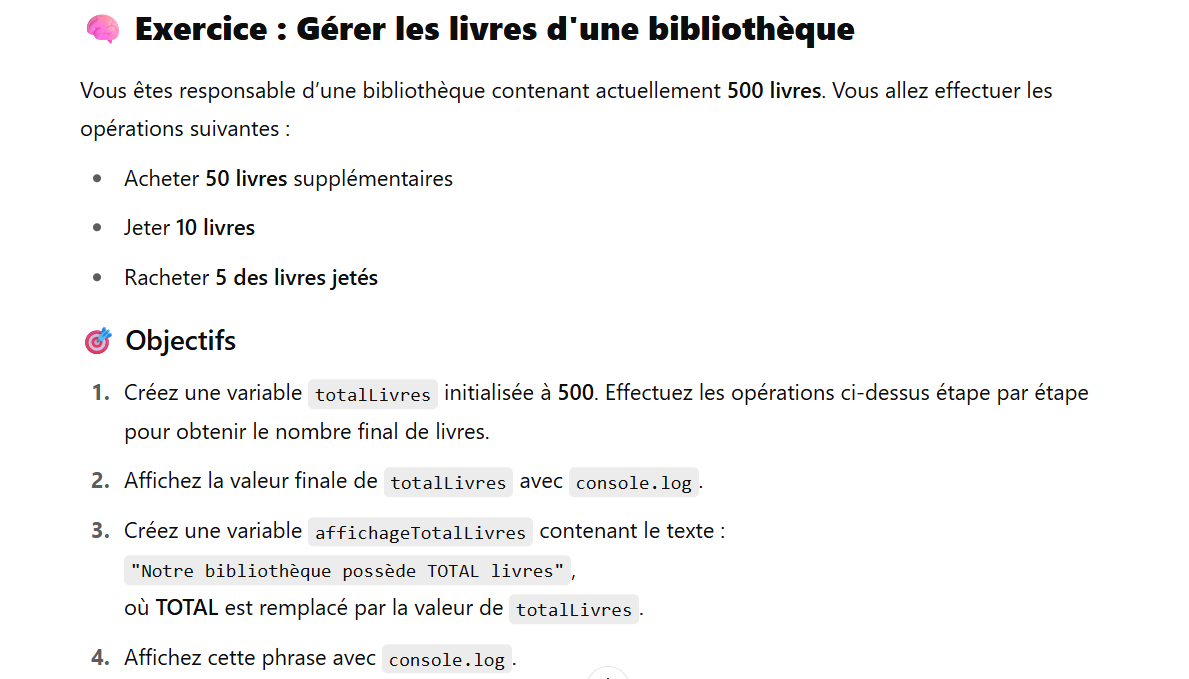 🧠 Exercice : Gérer les livres d'une bibliothèque
Vous êtes responsable d’une bibliothèque contenant actuellement 500 livres. Vous allez effectuer les
opérations suivantes :
• Acheter 50 livres supplémentaires
• Jeter 10 livres
• Racheter 5 des livres jetés
🎯 Objectifs
1. Créez une variable totalLivres initialisée à 500. Effectuez les opérations ci-dessus étape par étape
pour obtenir le nombre final de livres.
2. Affichez la valeur finale de totalLivres avec console.log.
3. Créez une variable affichageTotalLivres contenant le texte :
"Notre bibliothèque possède TOTAL livres",
où TOTAL est remplacé par la valeur de totalLivres.
4. Affichez cette phrase avec console.log.